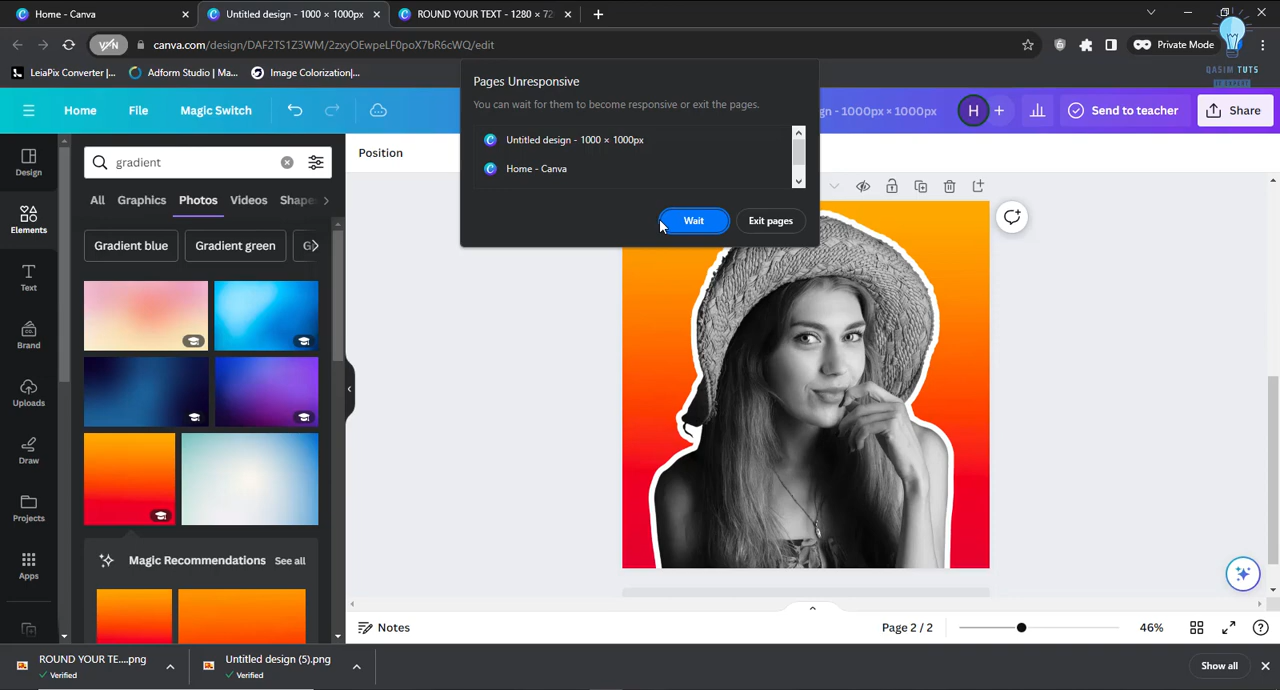 Home - Canva
Untitled design - 1000 × 1000px
ROUND YOUR TEXT - 1280 × 72
VPN
canva.com/design/DAF2TS1Z3WM/2zxyOEwpeLF0poX7bR6cWQ/edit
Private Mode
LeiaPix Converter |...
Adform Studio | Ma...
Image Colorization|...
QASIM TUTS
Pages Unresponsive
You can wait for them to become responsive or exit the pages.
Untitled design - 1000 × 1000px
Home - Canva
Wait
Exit pages
Home
File
Magic Switch
gn - 1000px × 1000px
H
Send to teacher
Share
Position
Design
Elements
Text
Brand
Uploads
Draw
Projects
Apps
gradient
All
Graphics
Photos
Videos
Shape
Gradient blue
Gradient green
G
Magic Recommendations
See all
Notes
Page 2 / 2
46%
ROUND YOUR TE....png
Verified
Untitled design (5).png
Verified
Show all